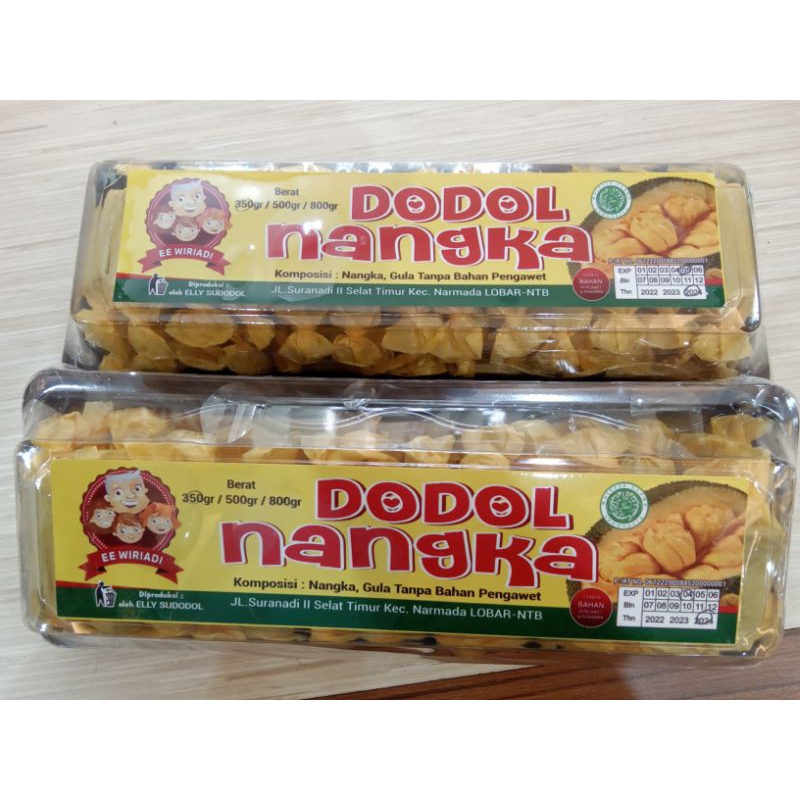 EE WIRIADI
Berat
350gr / 500gr / 800gr
DODOL
nangka
Komposisi : Nangka, Gula Tanpa Bahan Pengawet
Diproduksi :
oleh ELLY SUDODOL
JL.Suranadi II Selat Timur Kec. Narmada LOBAR-NTB
BAHAN
EXP 01 02 03 04 05 06
Bln 07 08 09 10 11 12
Thn 2022 2023 2024
EE WIRIADI
Berat
350gr / 500gr / 800gr
DODOL
nangka
Komposisi : Nangka, Gula Tanpa Bahan Pengawet
Diproduksi :
oleh ELLY SUDODOL
JL.Suranadi II Selat Timur Kec. Narmada LOBAR-NTB
BAHAN
EXP 01 02 03 04 05 06
Bln 07 08 09 10 11 12
Thn 2022 2023 2024